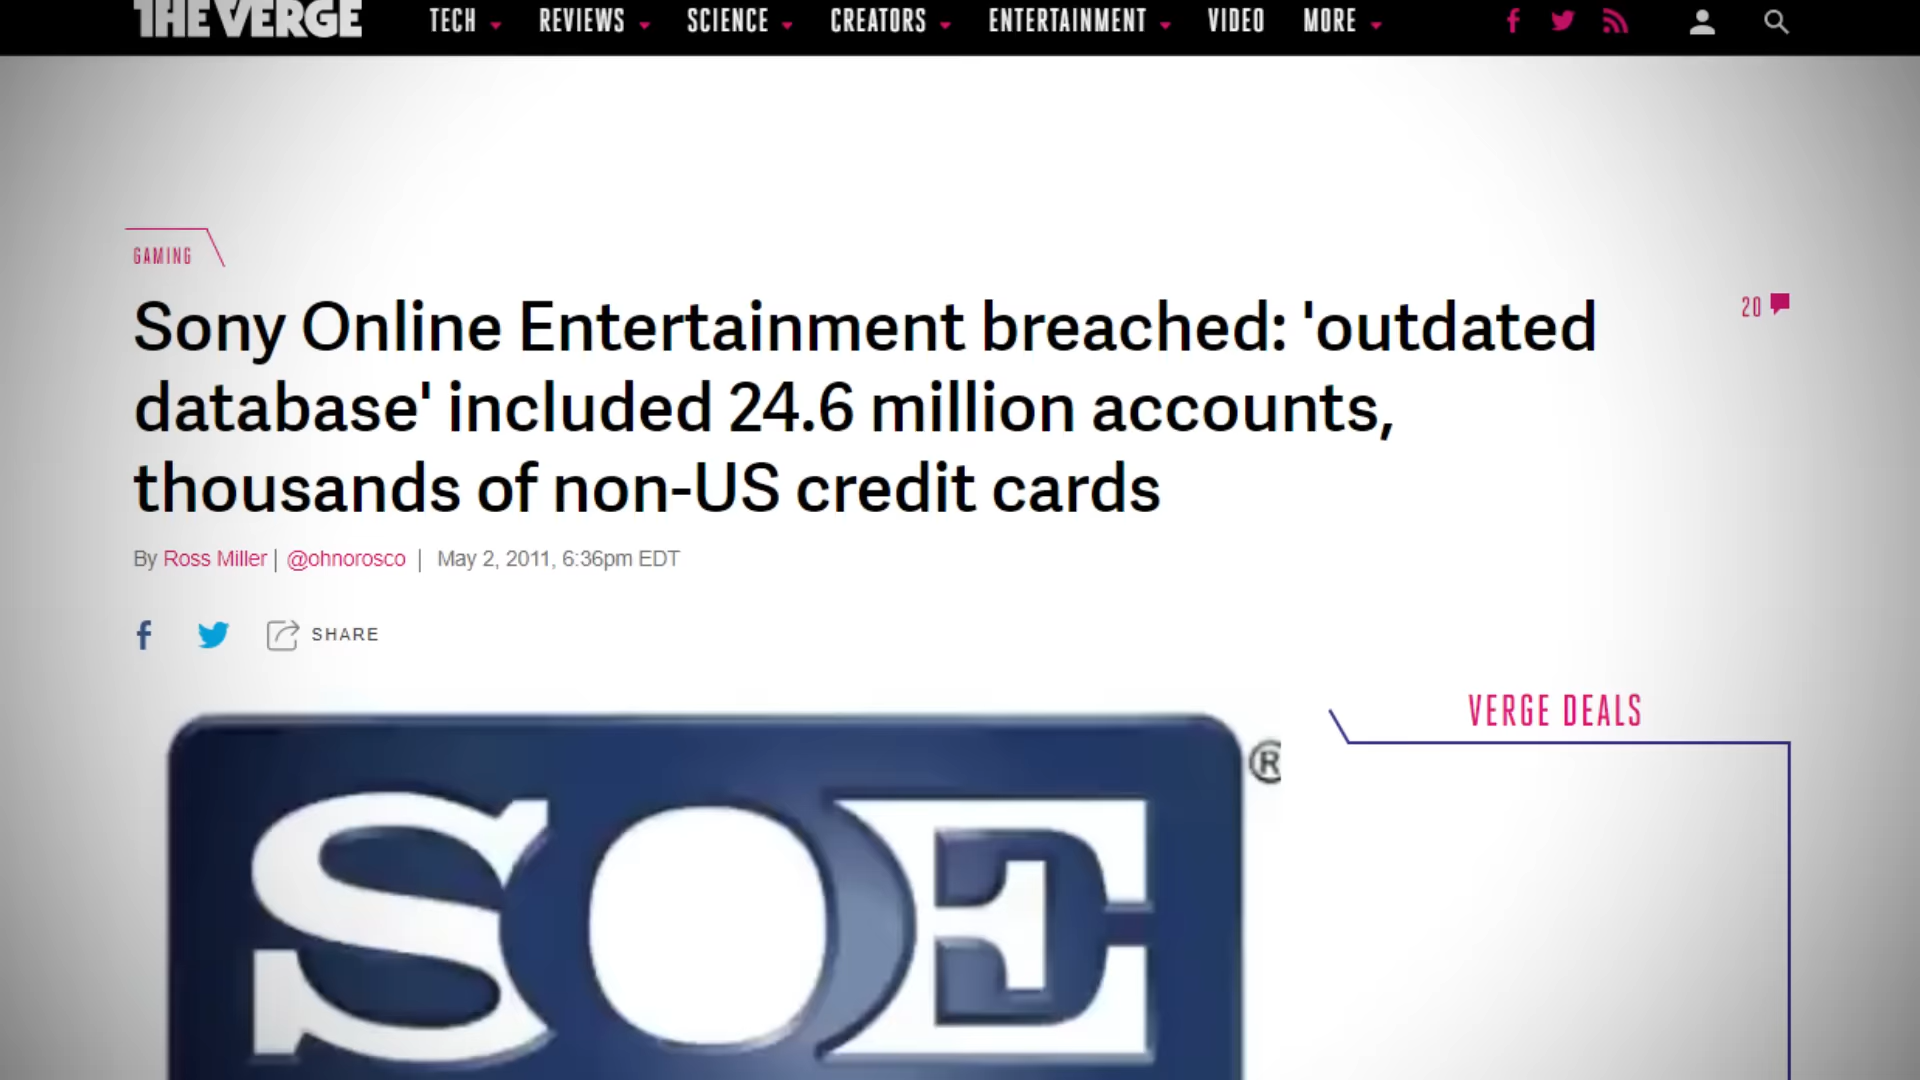 THE VERGE
TECH REVIEWS SCIENCE CREATORS ENTERTAINMENT VIDEO MORE
GAMING
Sony Online Entertainment breached: 'outdated
database' included 24.6 million accounts,
thousands of non-US credit cards
20
By Ross Miller | @ohnorosco | May 2, 2011, 6:36pm EDT
SHARE
VERGE DEALS
SOE®